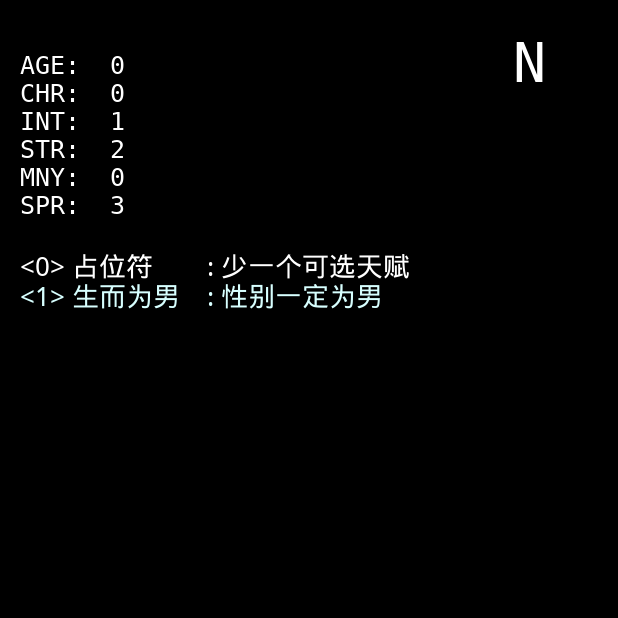 N
AGE: 0
CHR: 0
INT: 1
STR: 2
MNY: 0
SPR: 3
<0> 占位符 : 少一个可选天赋
<1> 生而为男 : 性别一定为男